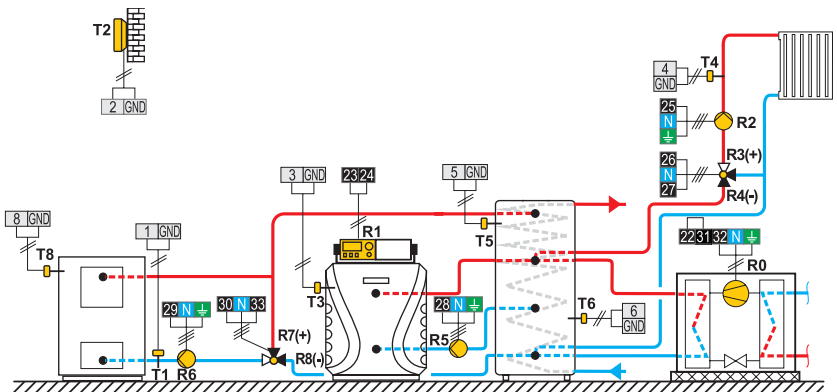 T2
2 GND
4 GND
T4
25 N
R2
26 N 27
R3(+)
R4(-)
8 GND
T8
1 GND
3 GND
23 24
R1
5 GND
T5
T3
T6
6 GND
22 31 32 N
R0
29 N
30 N 33
28 N
R7(+)
R8(-)
R5
T1
R6